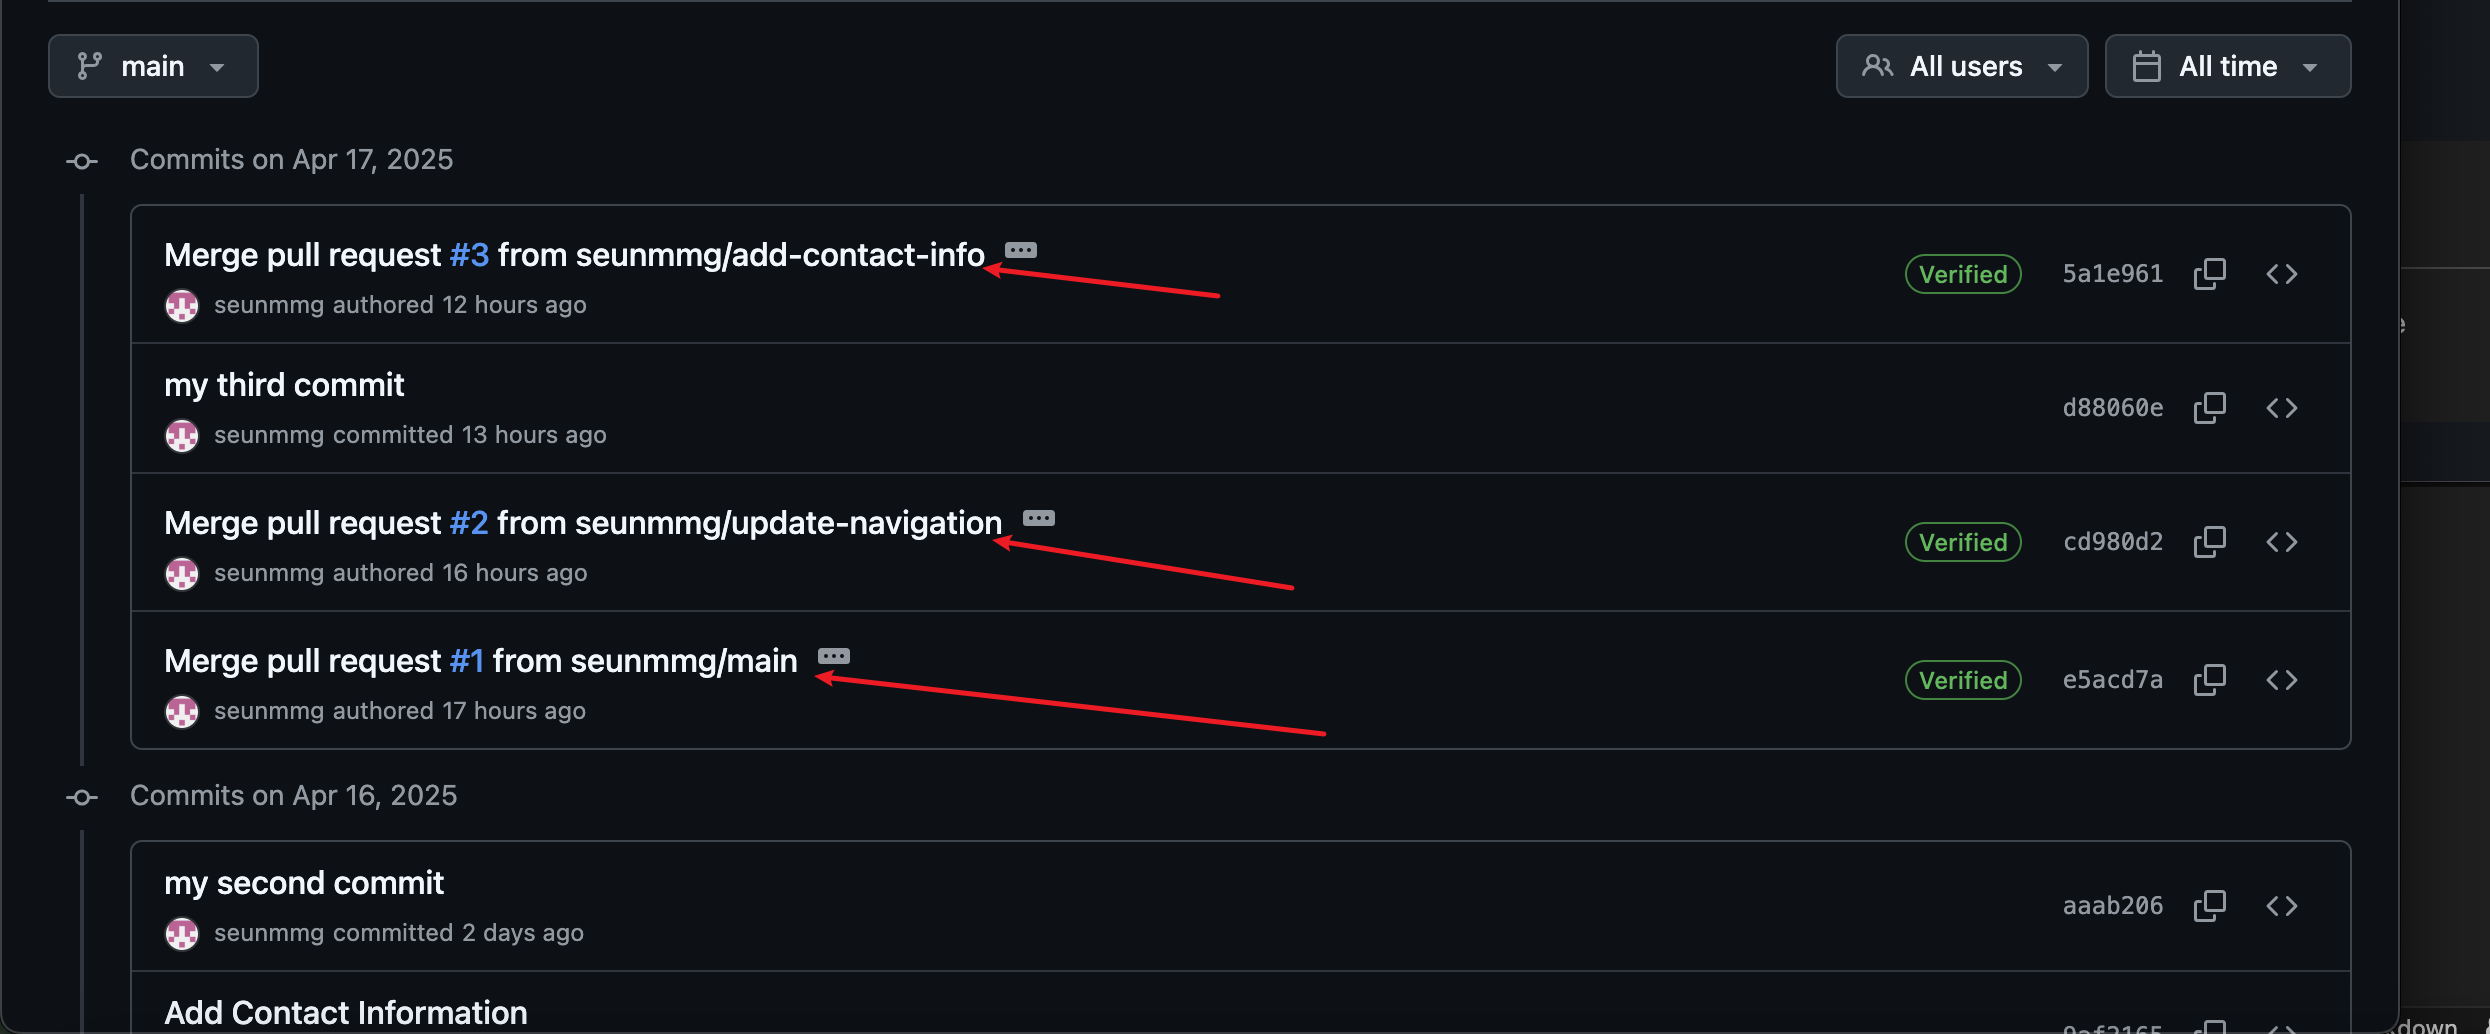 main
All users
All time
Commits on Apr 17, 2025
Merge pull request #3 from seunmmg/add-contact-info
Verified
5a1e961
seunmmg authored 12 hours ago
my third commit
d88060e
seunmmg committed 13 hours ago
Merge pull request #2 from seunmmg/update-navigation
Verified
cd980d2
seunmmg authored 16 hours ago
Merge pull request #1 from seunmmg/main
Verified
e5acd7a
seunmmg authored 17 hours ago
Commits on Apr 16, 2025
my second commit
aaab206
seunmmg committed 2 days ago
Add Contact Information
down